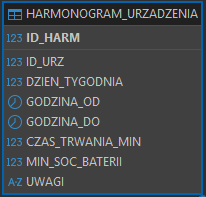 HARMONOGRAM_URZADZENIA
123 ID_HARM
123 ID_URZ
123 DZIEN_TYGODNIA
GODZINA_OD
GODZINA_DO
123 CZAS_TRWANIA_MIN
123 MIN_SOC_BATERII
A-Z UWAGI